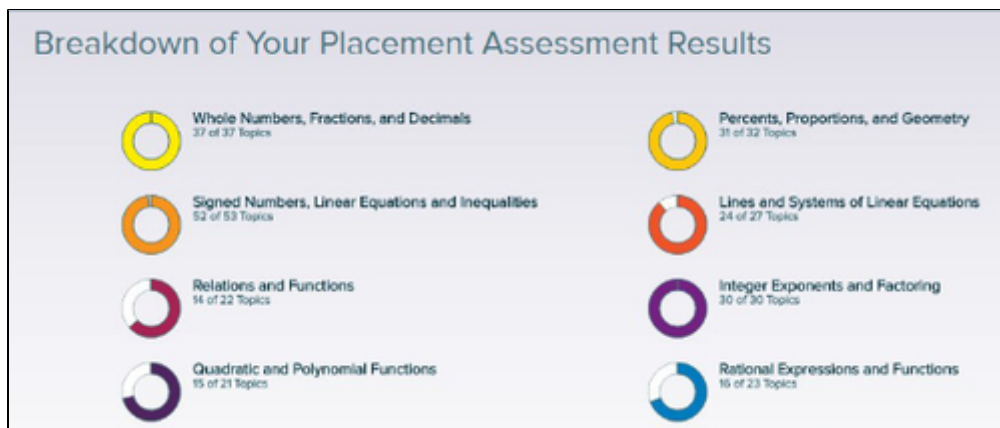 Breakdown of Your Placement Assessment Results
Whole Numbers, Fractions, and Decimals
37 of 37 Topics
Percents, Proportions, and Geometry
31 of 32 Topics
Signed Numbers, Linear Equations and Inequalities
52 of 53 Topics
Lines and Systems of Linear Equations
24 of 27 Topics
Relations and Functions
14 of 22 Topics
Integer Exponents and Factoring
30 of 30 Topics
Quadratic and Polynomial Functions
15 of 21 Topics
Rational Expressions and Functions
16 of 23 Topics